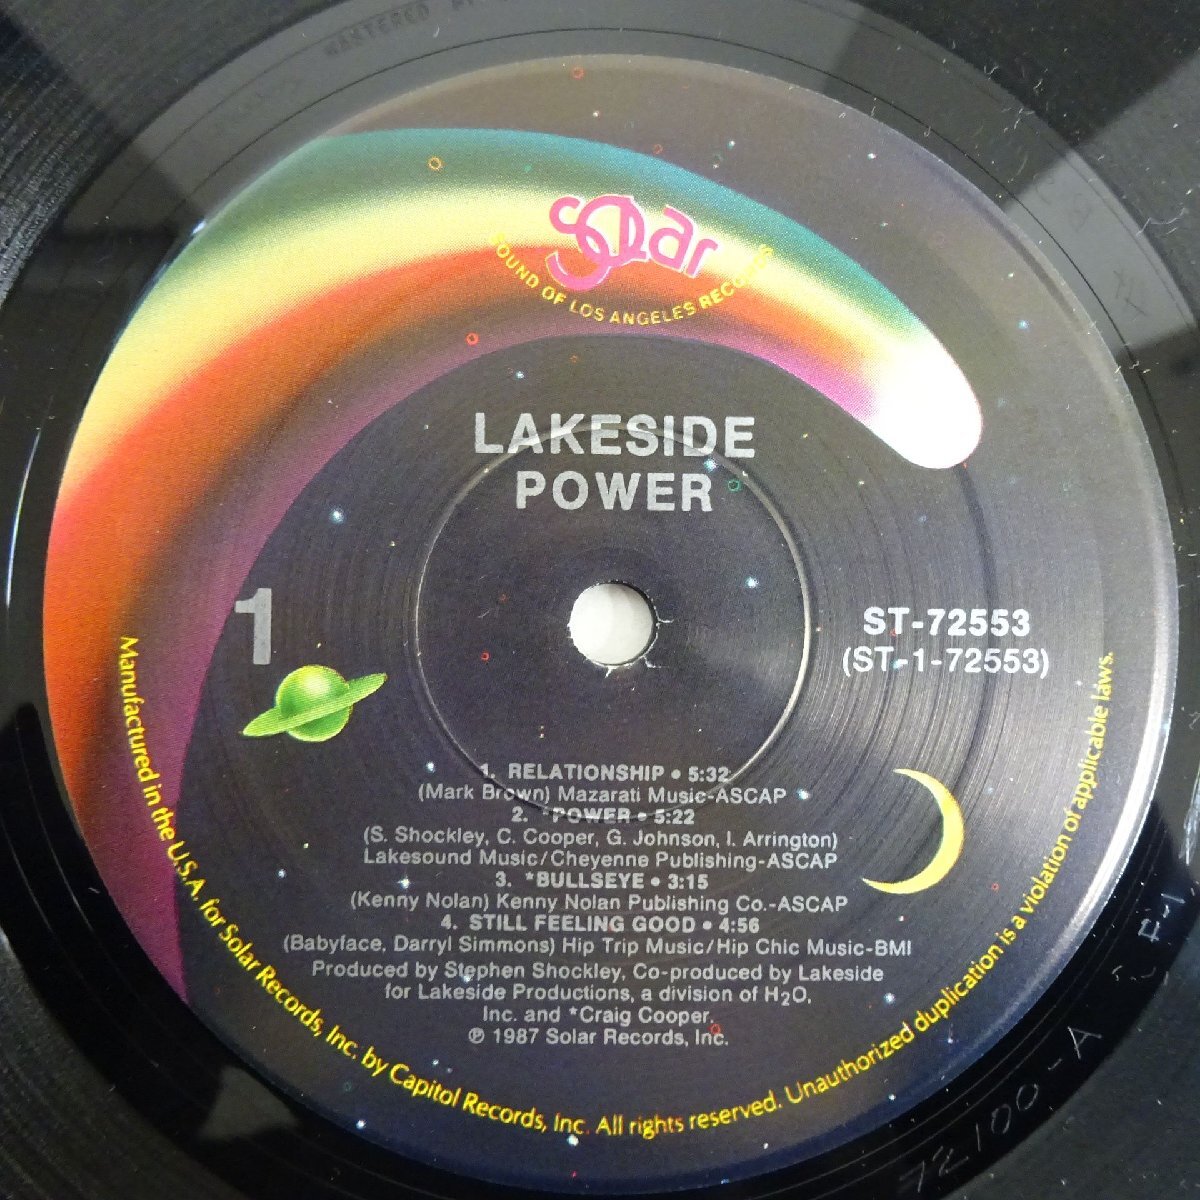 MASTERED BY
SOLAR
SOUND OF LOS ANGELES RECORDS
LAKESIDE
POWER
1
ST-72553
(ST-1-72553)
1. RELATIONSHIP • 5:32
(Mark Brown) Mazarati Music-ASCAP
2. *POWER • 5:22
(S. Shockley, C. Cooper, G. Johnson, I. Arrington)
Lakesound Music/Cheyenne Publishing-ASCAP
3. *BULLSEYE • 3:15
(Kenny Nolan) Kenny Nolan Publishing Co.-ASCAP
4. STILL FEELING GOOD • 4:56
(Babyface, Darryl Simmons) Hip Trip Music/Hip Chic Music-BMI
Produced by Stephen Shockley, Co-produced by Lakeside
for Lakeside Productions, a division of H2O,
Inc. and *Craig Cooper.
℗ 1987 Solar Records, Inc.
Manufactured in the U.S.A. for Solar Records, Inc. by Capitol Records, Inc. All rights reserved. Unauthorized duplication is a violation of applicable laws.